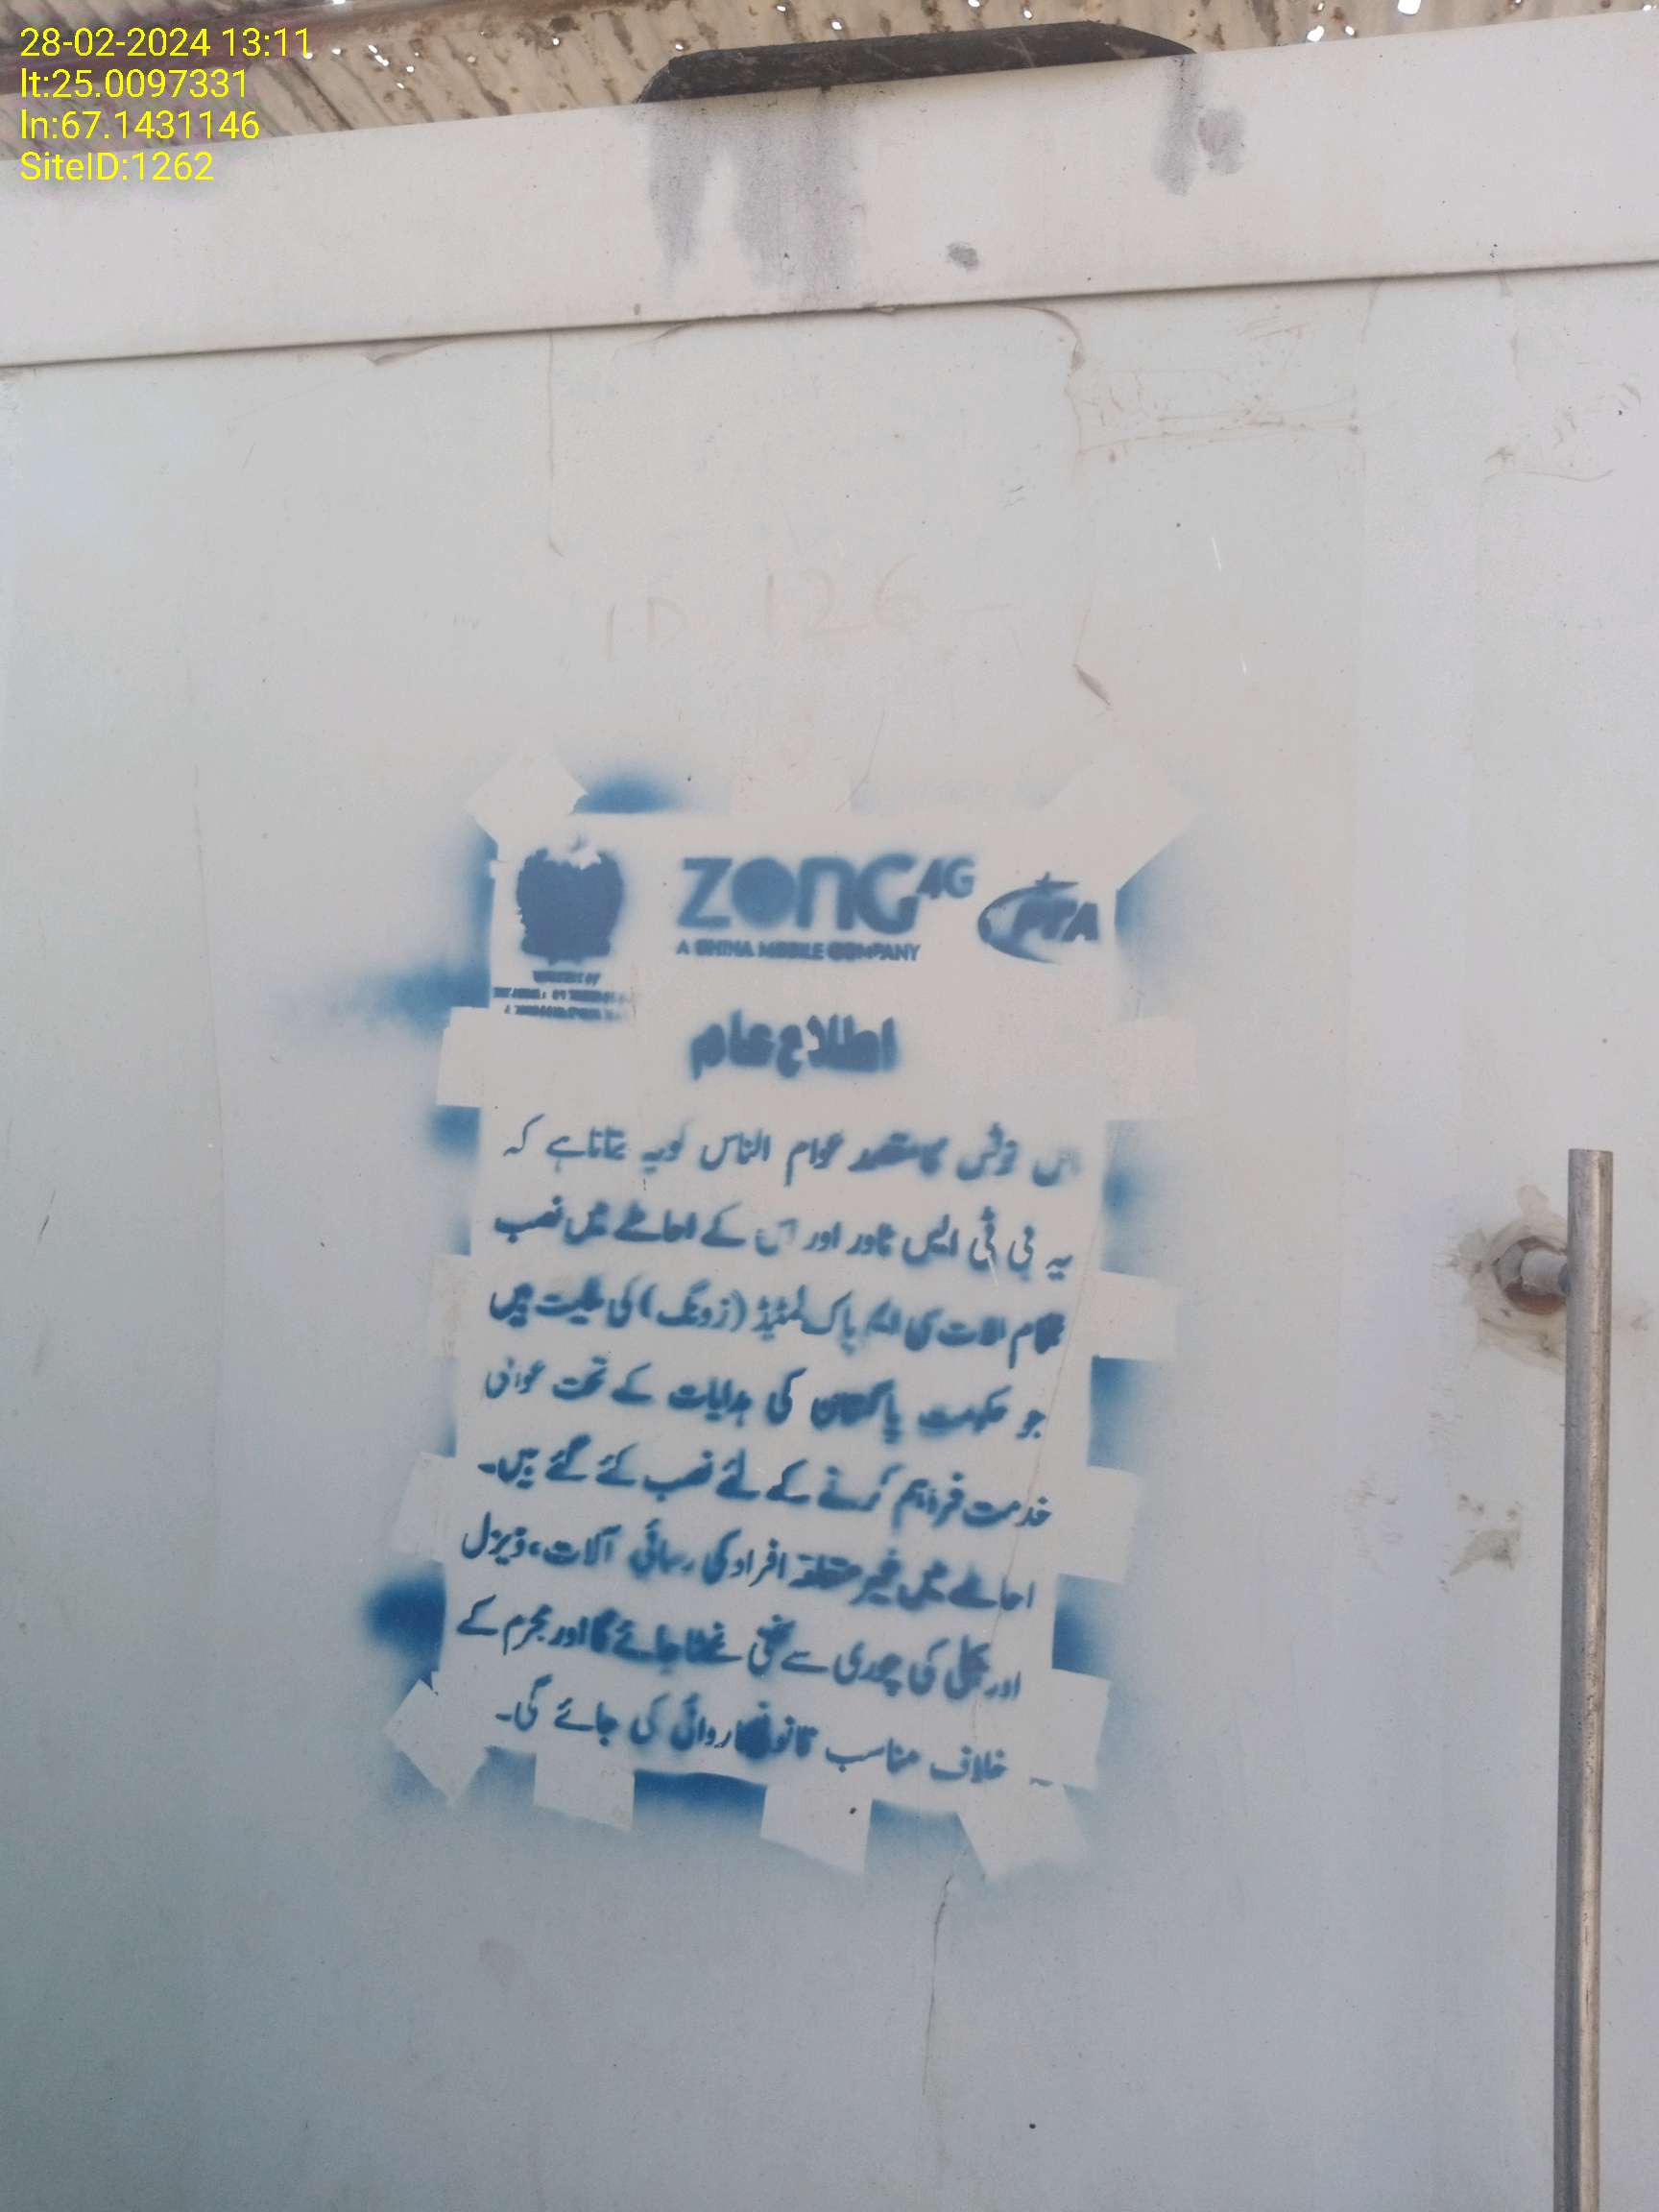 28-02-2024 13:11
lt:25.0097331
ln:67.1431146
SiteID:1262
ID 126
ZONG 4G
A CHINA MOBILE COMPANY
PTA
اطلاع عام
اس نوٹس کا مقصد عوام الناس کو یہ بتانا ہے کہ
یہ بی ٹی ایس ٹاور اور اس کے احاطے میں نصب
تمام آلات سی ایم پاک لمٹیڈ (زونگ) کی ملکیت ہیں
جو حکومت پاکستان کی ہدایات کے تحت عوامی
خدمت فراہم کرنے کے لئے نصب کئے گئے ہیں۔
احاطے میں غیر متعلقہ افراد کی رسائی آلات، ڈیزل
اور بجلی کی چوری سے سختی نمٹا جائے گا اور مجرم کے
خلاف مناسب قانونی کاروائی کی جائے گی۔